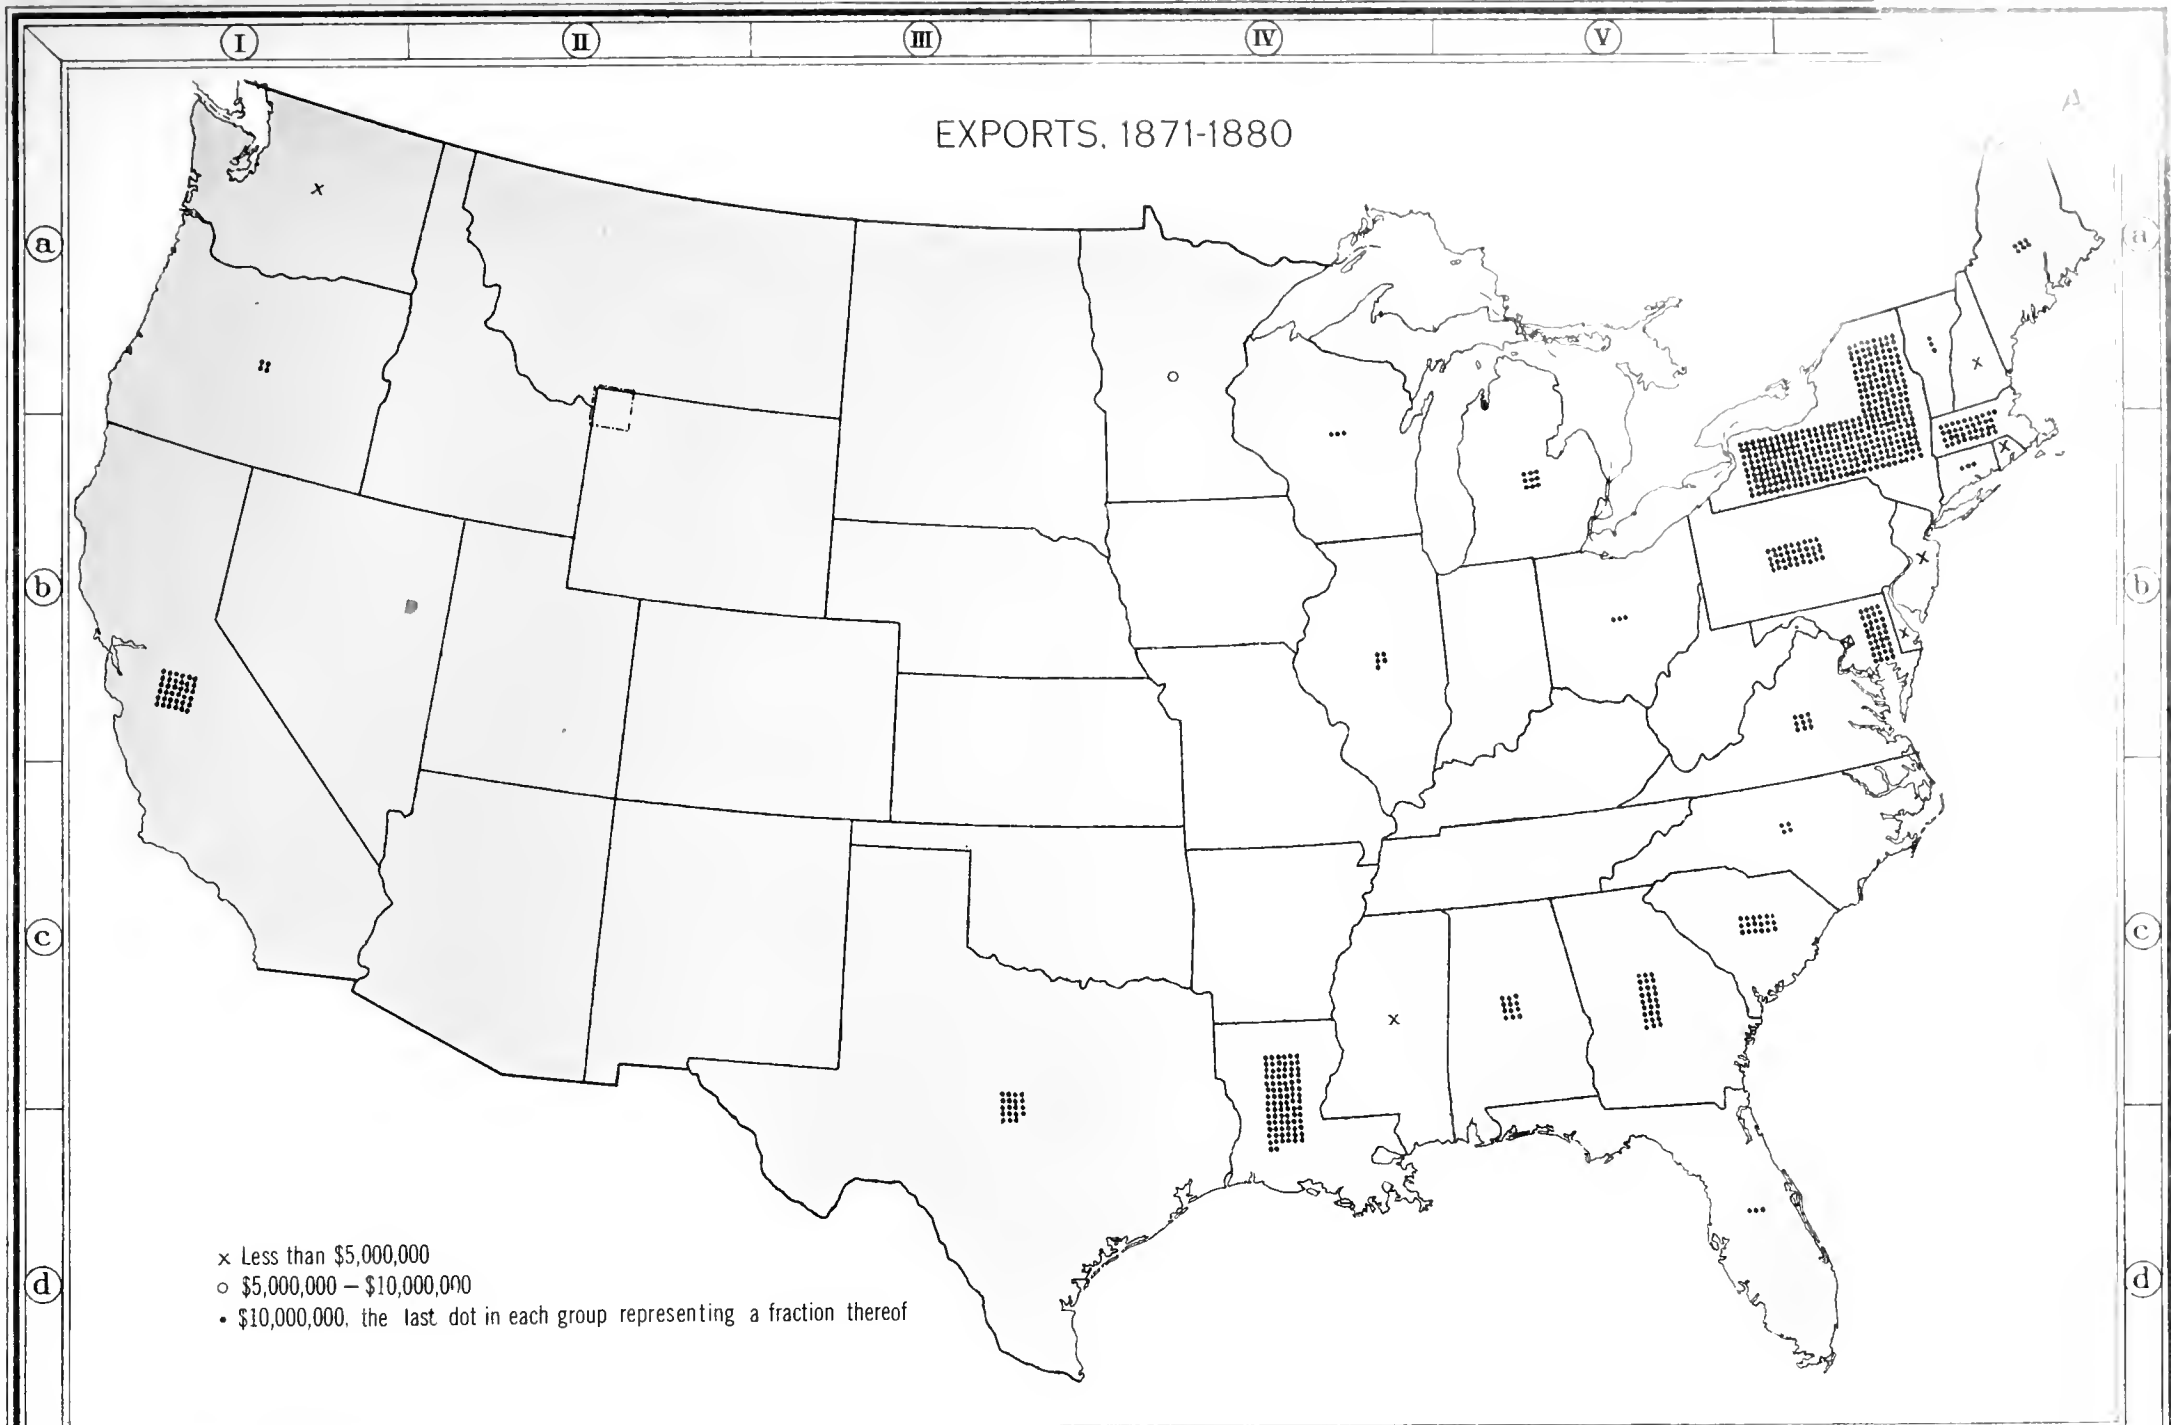 I II III IV V
EXPORTS, 1871-1880
a a
b b
c c
d d
x Less than $5,000,000
o $5,000,000 – $10,000,000
• $10,000,000, the last dot in each group representing a fraction thereof